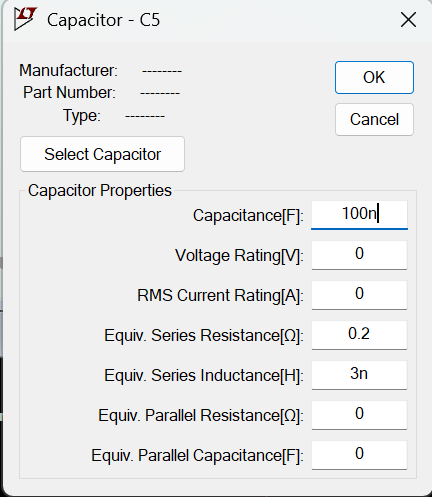 Capacitor - C5
Manufacturer: --------
Part Number: --------
Type: --------
OK
Cancel
Select Capacitor
Capacitor Properties
Capacitance[F]: 100n
Voltage Rating[V]: 0
RMS Current Rating[A]: 0
Equiv. Series Resistance[Ω]: 0.2
Equiv. Series Inductance[H]: 3n
Equiv. Parallel Resistance[Ω]: 0
Equiv. Parallel Capacitance[F]: 0